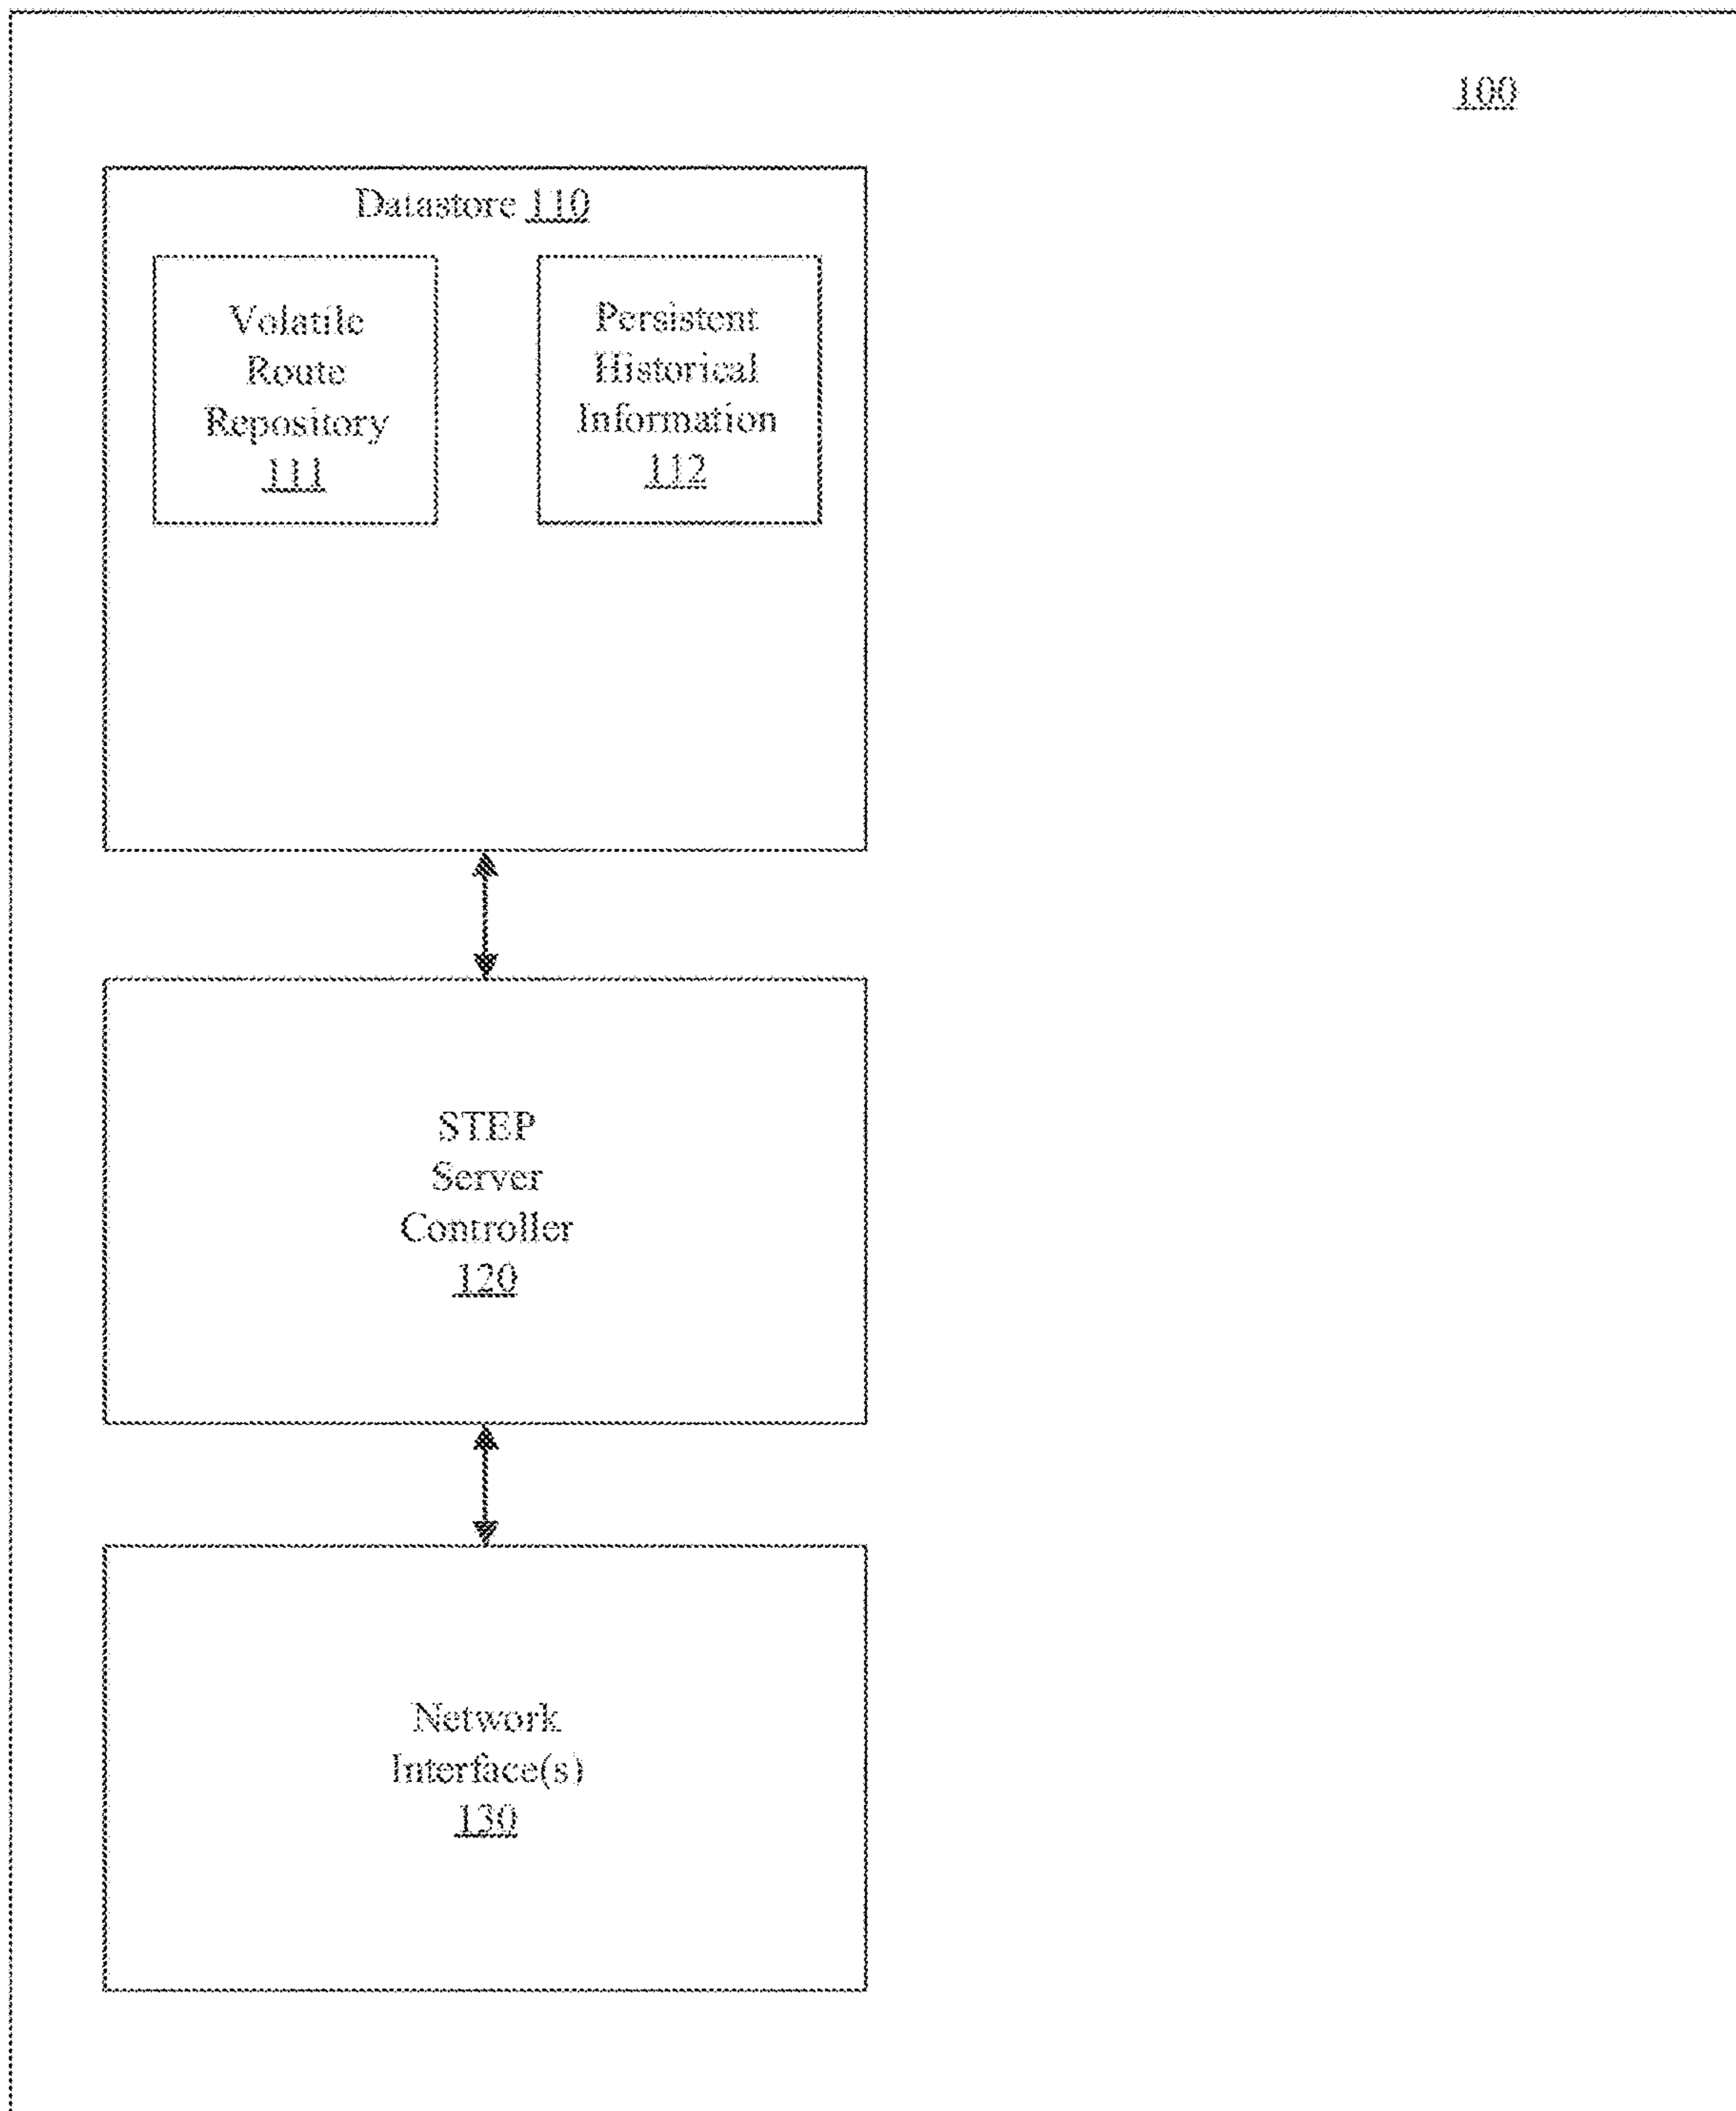 100
Datastore 110
Volatile
Route
Repository
111
Persistent
Historical
Information
112
STEP
Server
Controller
120
Network
Interface(s)
130